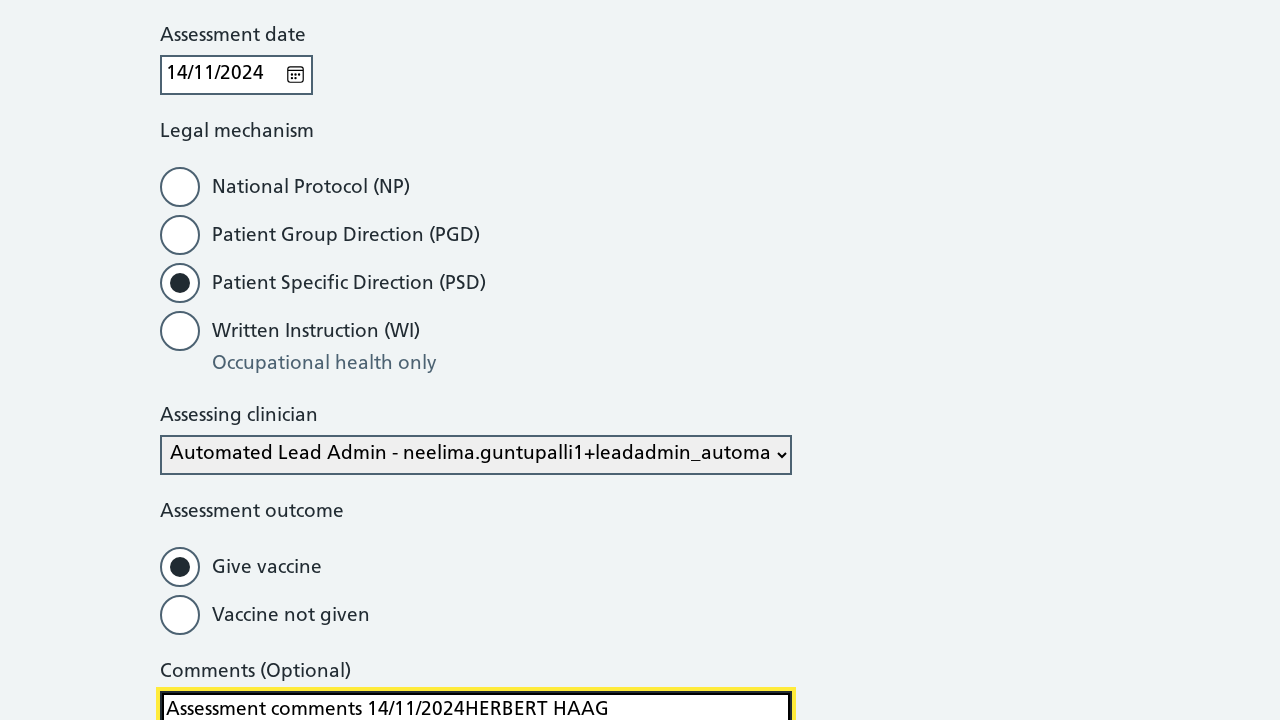 Assessment date
14/11/2024
Legal mechanism
National Protocol (NP)
Patient Group Direction (PGD)
Patient Specific Direction (PSD)
Written Instruction (WI)
Occupational health only
Assessing clinician
Automated Lead Admin - neelima.guntupalli1+leadadmin_automa
Assessment outcome
Give vaccine
Vaccine not given
Comments (Optional)
Assessment comments 14/11/2024HERBERT HAAG